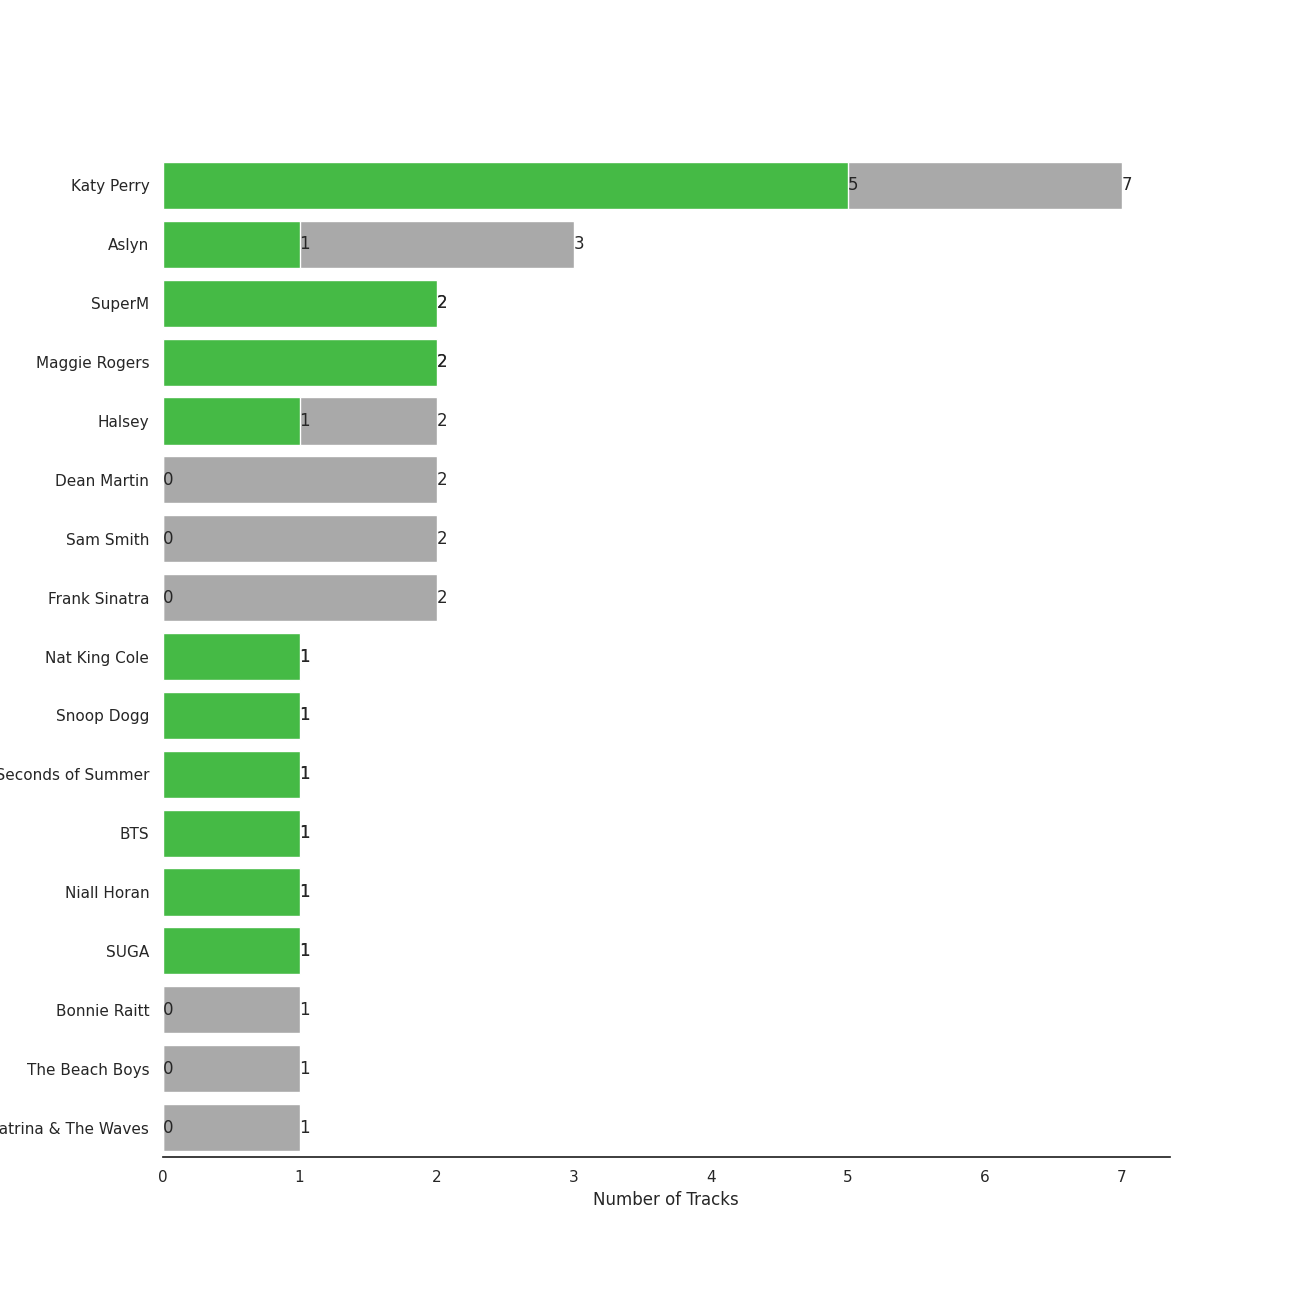 Katy Perry 5 7
Aslyn 1 3
SuperM 2
Maggie Rogers 2
Halsey 1 2
Dean Martin 0 2
Sam Smith 0 2
Frank Sinatra 0 2
Nat King Cole 1
Snoop Dogg 1
Seconds of Summer 1
BTS 1
Niall Horan 1
SUGA 1
Bonnie Raitt 0 1
The Beach Boys 0 1
atrina & The Waves 0 1
0 1 2 3 4 5 6 7
Number of Tracks